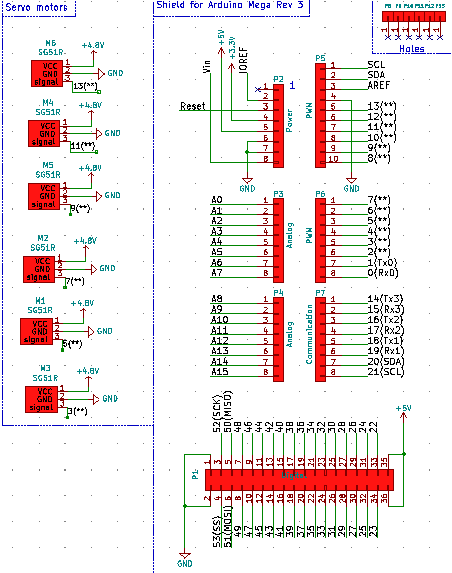 Servo motors
M6
SG51R
+4.8V
VCC 1
GND 2
signal 3
GND
13(**)
M4
SG51R
+4.8V
VCC 1
GND 2
signal 3
GND
11(**)
M5
SG51R
+4.8V
VCC 1
GND 2
signal 3
GND
9(**)
M2
SG51R
+4.8V
VCC 1
GND 2
signal 3
GND
7(**)
M1
SG51R
+4.8V
VCC 1
GND 2
signal 3
GND
M3
SG51R
+4.8V
VCC 1
GND 2
signal 3
GND
3(**)
Shield for Arduino Mega Rev 3
+5V
+3.3V
Vin
IOREF
Reset
P2
Power
1
1
2
3
4
5
6
7
8
GND
P5
PWM
1 SCL
2 SDA
3 AREF
4
5 13(**)
6 12(**)
7 11(**)
8 10(**)
9 9(**)
10 8(**)
GND
P3
Analog
A0 1
A1 2
A2 3
A3 4
A4 5
A5 6
A6 7
A7 8
P6
PWM
1 7(**)
2 6(**)
3 5(**)
4 4(**)
5 3(**)
6 2(**)
7 1(Tx0)
8 0(Rx0)
P4
Analog
A8 1
A9 2
A10 3
A11 4
A12 5
A13 6
A14 7
A15 8
P7
Communication
1 14(Tx3)
2 15(Rx3)
3 16(Tx2)
4 17(Rx2)
5 18(Tx1)
6 19(Rx1)
7 20(SDA)
8 21(SCL)
Holes
52(SCK)
50(MISO)
48
46
44
42
40
38
36
34
32
30
28
26
24
22
+5V
P1
1 3 5 7 9 11 13 15 17 19 21 23 25 27 29 31 33 35
2 4 6 8 10 12 14 16 18 20 22 24 26 28 30 32 34 36
53(SS)
51(MOSI)
49
47
45
43
41
39
37
35
33
31
29
27
25
23
GND